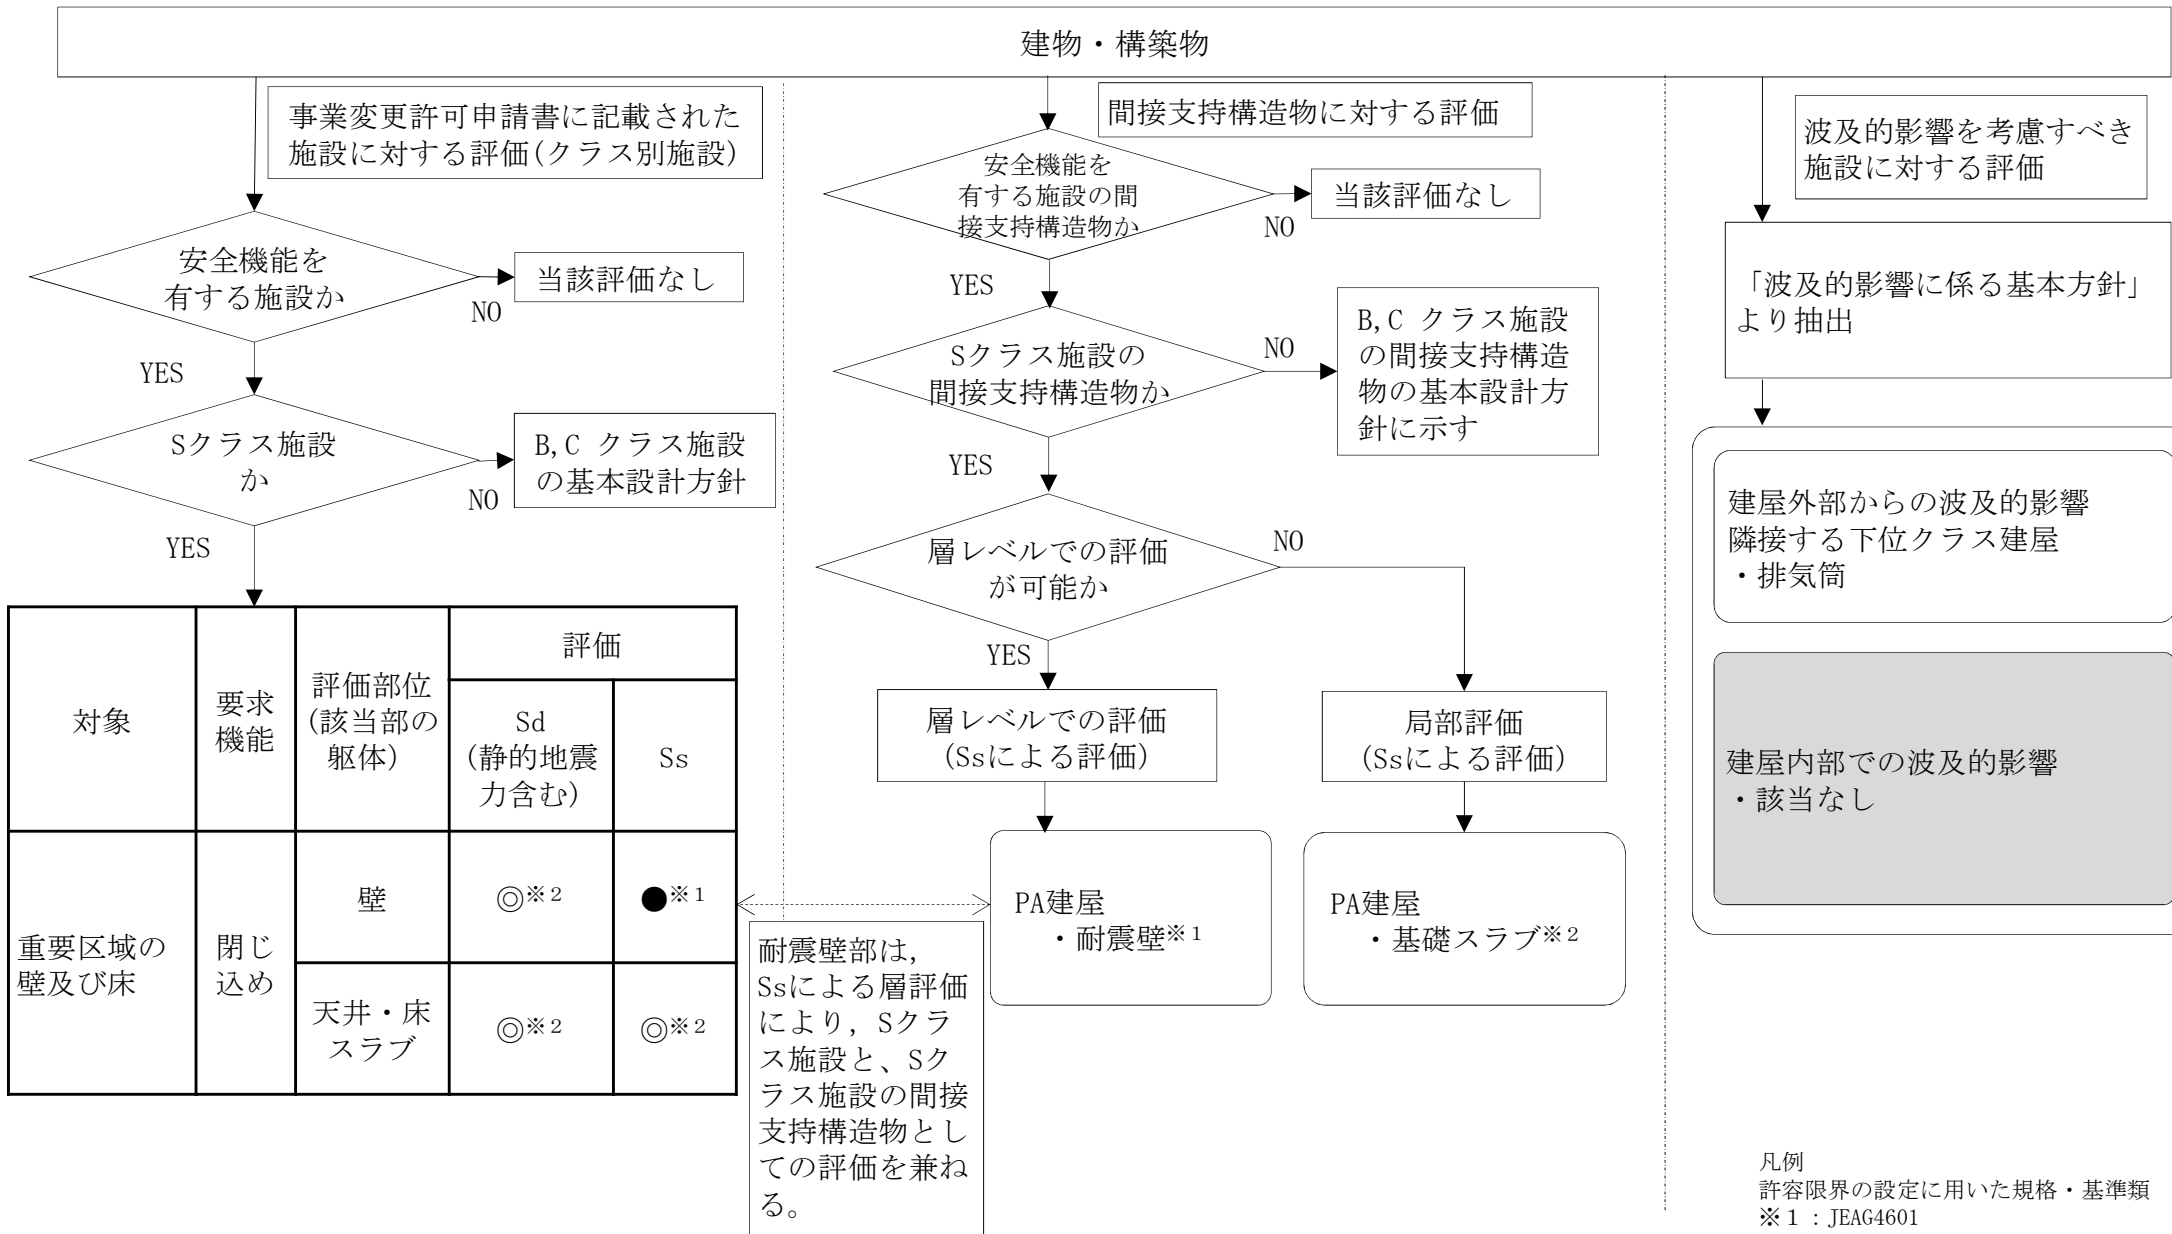 建物・構築物
事業変更許可申請書に記載された
施設に対する評価(クラス別施設)
安全機能を
有する施設か
NO
当該評価なし
YES
Sクラス施設
か
NO
B,C クラス施設
の基本設計方針
YES
対象
要求
機能
評価部位
(該当部の
躯体)
評価
Sd
(静的地震
力含む)
Ss
重要区域の
壁及び床
閉じ
込め
壁
◎※2
●※1
天井・床
スラブ
◎※2
◎※2
耐震壁部は,
Ssによる層評価
により, Sクラ
ス施設と、Sク
ラス施設の間接
支持構造物とし
ての評価を兼ね
る。
間接支持構造物に対する評価
安全機能を
有する施設の間
接支持構造物か
NO
当該評価なし
YES
Sクラス施設の
間接支持構造物か
NO
B,C クラス施設
の間接支持構造
物の基本設計方
針に示す
YES
層レベルでの評価
が可能か
NO
YES
層レベルでの評価
(Ssによる評価)
局部評価
(Ssによる評価)
PA建屋
・耐震壁※1
PA建屋
・基礎スラブ※2
波及的影響を考慮すべき
施設に対する評価
「波及的影響に係る基本方針」
より抽出
建屋外部からの波及的影響
隣接する下位クラス建屋
・排気筒
建屋内部での波及的影響
・該当なし
凡例
許容限界の設定に用いた規格・基準類
※1：JEAG4601